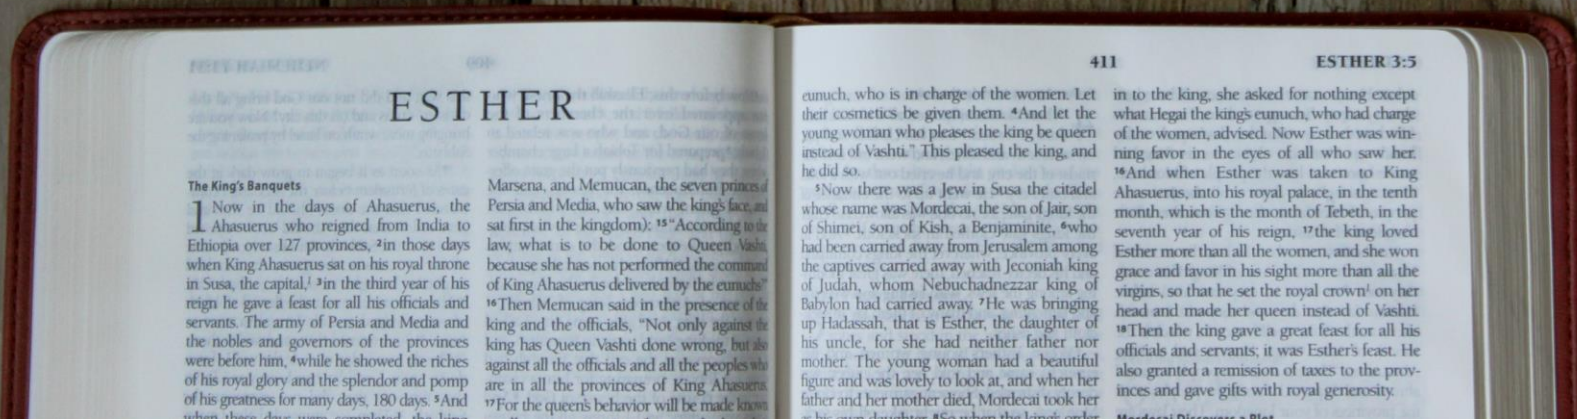 ESTHER
The King's Banquets
1 Now in the days of Ahasuerus, the
Ahasuerus who reigned from India to
Ethiopia over 127 provinces, ²in those days
when King Ahasuerus sat on his royal throne
in Susa, the capital,¹ ³in the third year of his
reign he gave a feast for all his officials and
servants. The army of Persia and Media and
the nobles and governors of the provinces
were before him, ⁴while he showed the riches
of his royal glory and the splendor and pomp
of his greatness for many days, 180 days. ⁵And
when these days were completed, the king
Marsena, and Memucan, the seven princes of
Persia and Media, who saw the king's face, and
sat first in the kingdom): ¹⁵"According to the
law, what is to be done to Queen Vashti,
because she has not performed the command
of King Ahasuerus delivered by the eunuchs?"
¹⁶Then Memucan said in the presence of the
king and the officials, "Not only against the
king has Queen Vashti done wrong, but also
against all the officials and all the peoples who
are in all the provinces of King Ahasuerus.
¹⁷For the queen's behavior will be made known
411
ESTHER 3:5
eunuch, who is in charge of the women. Let
their cosmetics be given them. ⁴And let the
young woman who pleases the king be queen
instead of Vashti." This pleased the king, and
he did so.
⁵Now there was a Jew in Susa the citadel
whose name was Mordecai, the son of Jair, son
of Shimei, son of Kish, a Benjaminite, ⁶who
had been carried away from Jerusalem among
the captives carried away with Jeconiah king
of Judah, whom Nebuchadnezzar king of
Babylon had carried away. ⁷He was bringing
up Hadassah, that is Esther, the daughter of
his uncle, for she had neither father nor
mother. The young woman had a beautiful
figure and was lovely to look at, and when her
father and her mother died, Mordecai took her
as his own daughter. ⁸So when the king's order
in to the king, she asked for nothing except
what Hegai the king's eunuch, who had charge
of the women, advised. Now Esther was win-
ning favor in the eyes of all who saw her.
¹⁶And when Esther was taken to King
Ahasuerus, into his royal palace, in the tenth
month, which is the month of Tebeth, in the
seventh year of his reign, ¹⁷the king loved
Esther more than all the women, and she won
grace and favor in his sight more than all the
virgins, so that he set the royal crown¹ on her
head and made her queen instead of Vashti.
¹⁸Then the king gave a great feast for all his
officials and servants; it was Esther's feast. He
also granted a remission of taxes to the prov-
inces and gave gifts with royal generosity.
Mordecai Discovers a Plot